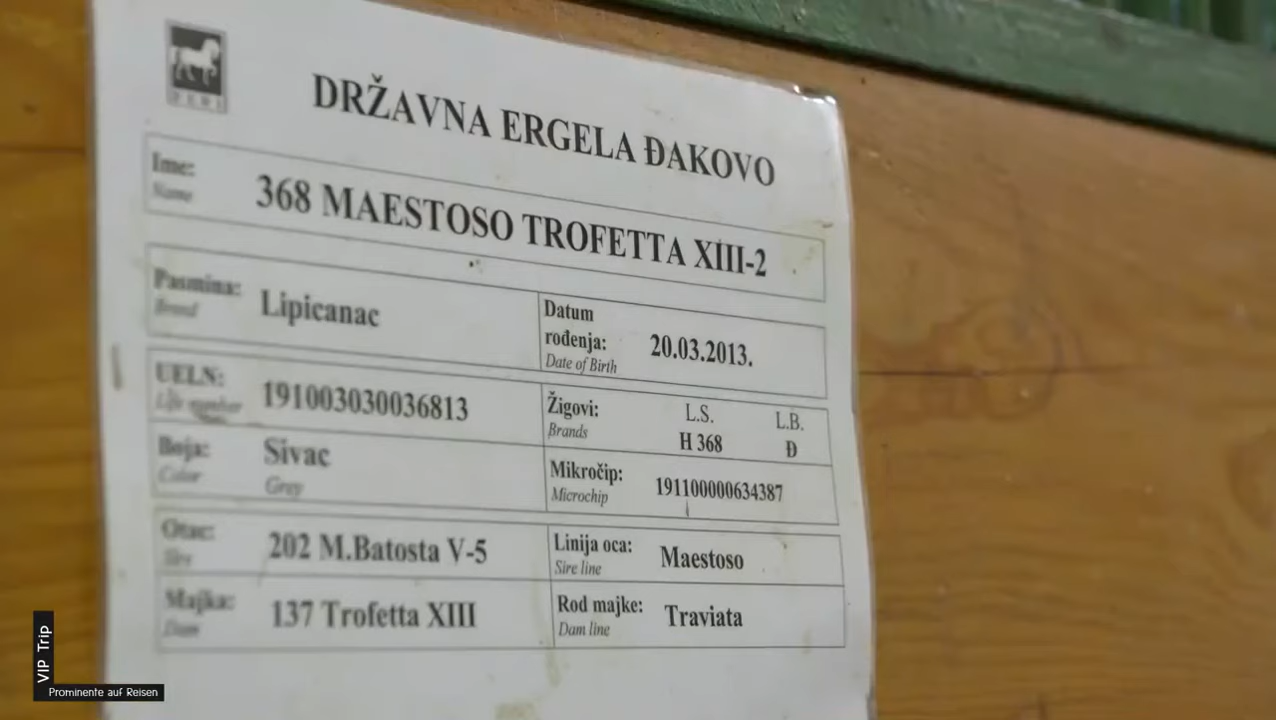 DRŽAVNA ERGELA ĐAKOVO
Ime:
Name
368 MAESTOSO TROFETTA XIII-2
Pasmina:
Breed
Lipicanac
Datum
rođenja:
Date of Birth
20.03.2013.
UELN:
Life number
191003030036813
Žigovi:
Brands
L.S.
H 368
L.B.
Đ
Boja:
Color
Sivac
Gray
Mikročip:
Microchip
191100000634387
Otac:
Sire
202 M.Batosta V-5
Linija oca:
Sire line
Maestoso
Majka:
Dam
137 Trofetta XIII
Rod majke:
Dam line
Traviata
VIP Trip
Prominente auf Reisen